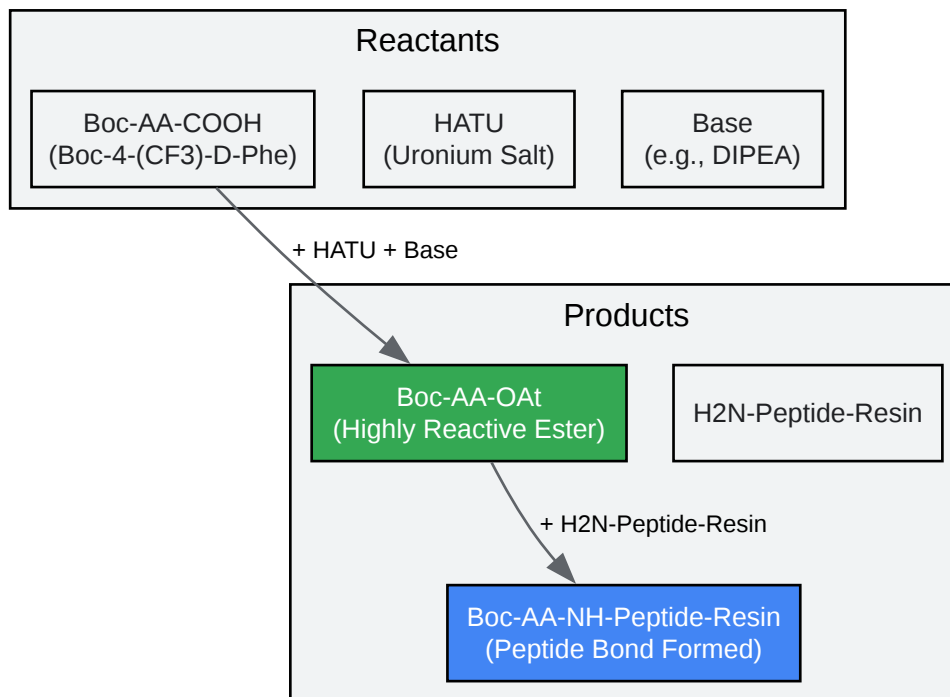 Reactants
Boc-AA-COOH
(Boc-4-(CF3)-D-Phe)
HATU
(Uronium Salt)
Base
(e.g., DIPEA)
+ HATU + Base
Products
Boc-AA-OAt
(Highly Reactive Ester)
H2N-Peptide-Resin
+ H2N-Peptide-Resin
Boc-AA-NH-Peptide-Resin
(Peptide Bond Formed)